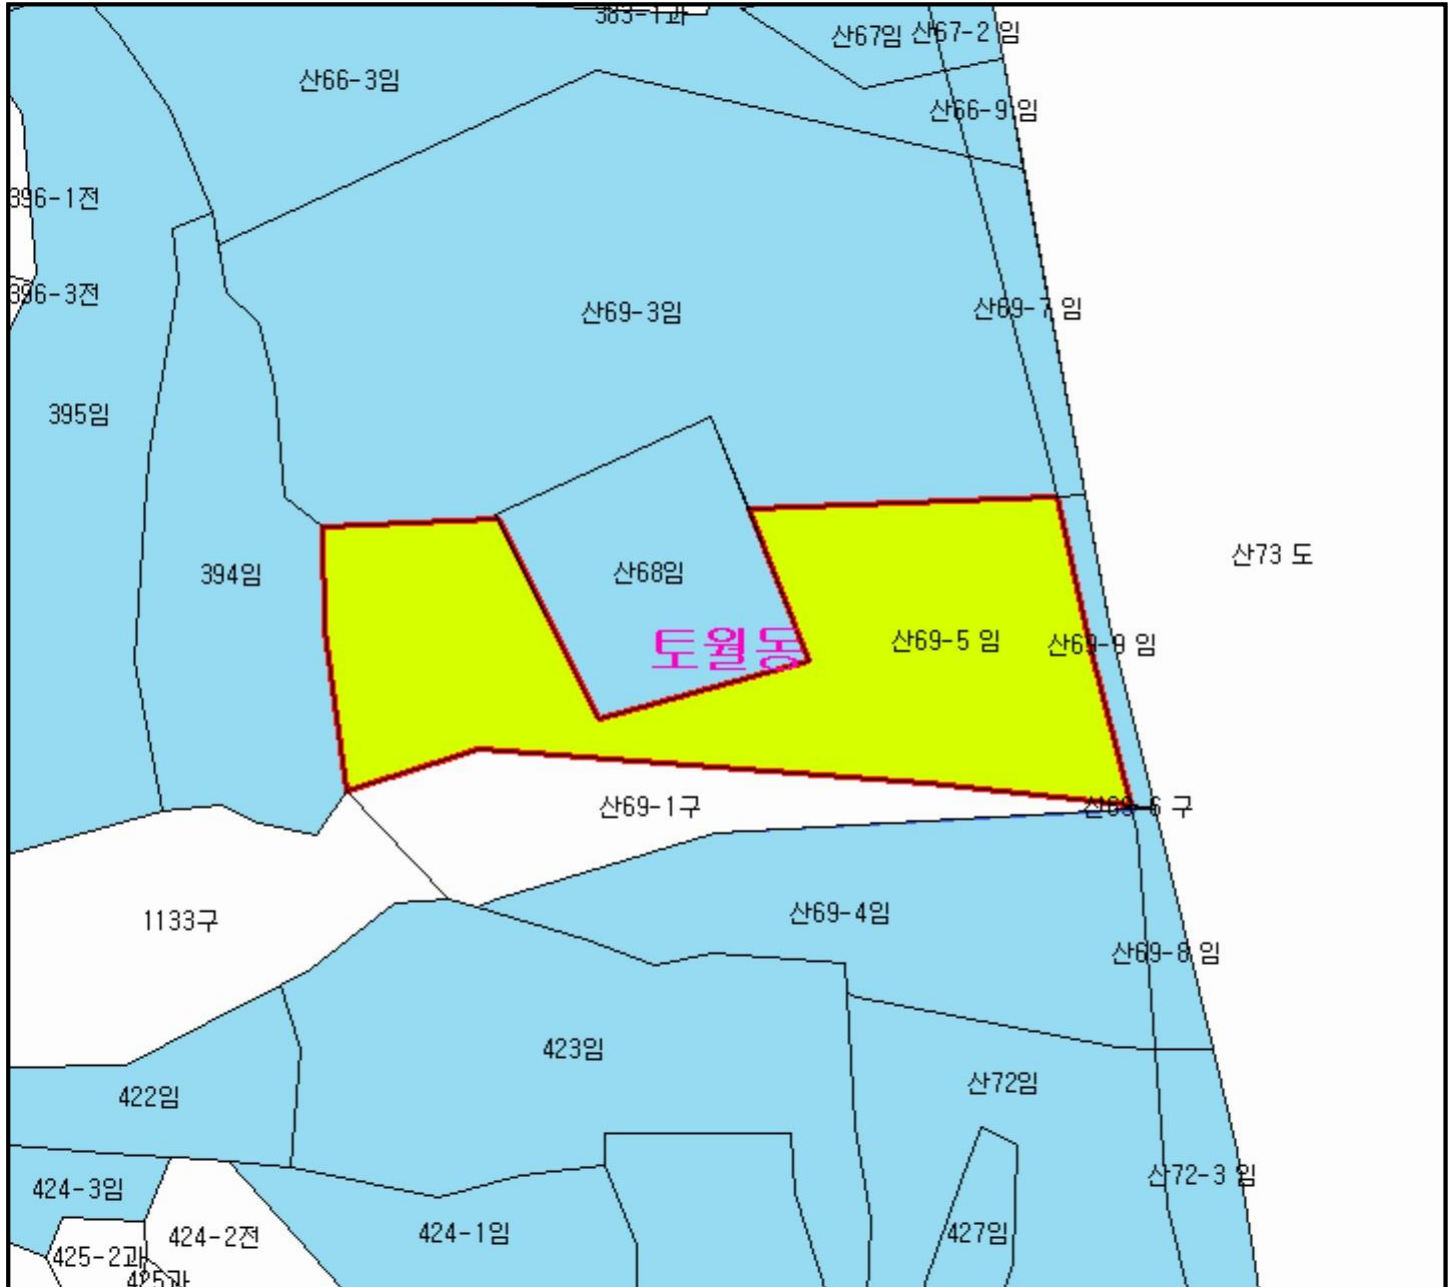 383-1과
산67임
산67-2 임
산66-3임
산66-9 임
396-1전
396-3전
산69-3임
산69-7 임
395임
산73 도
394임
산68임
토월동
산69-5 임
산69-9 임
산69-1구
산69-6 구
1133구
산69-4임
산69-8 임
423임
422임
산72임
산72-3 임
424-3임
424-2전
424-1임
427임
425-2과
425과